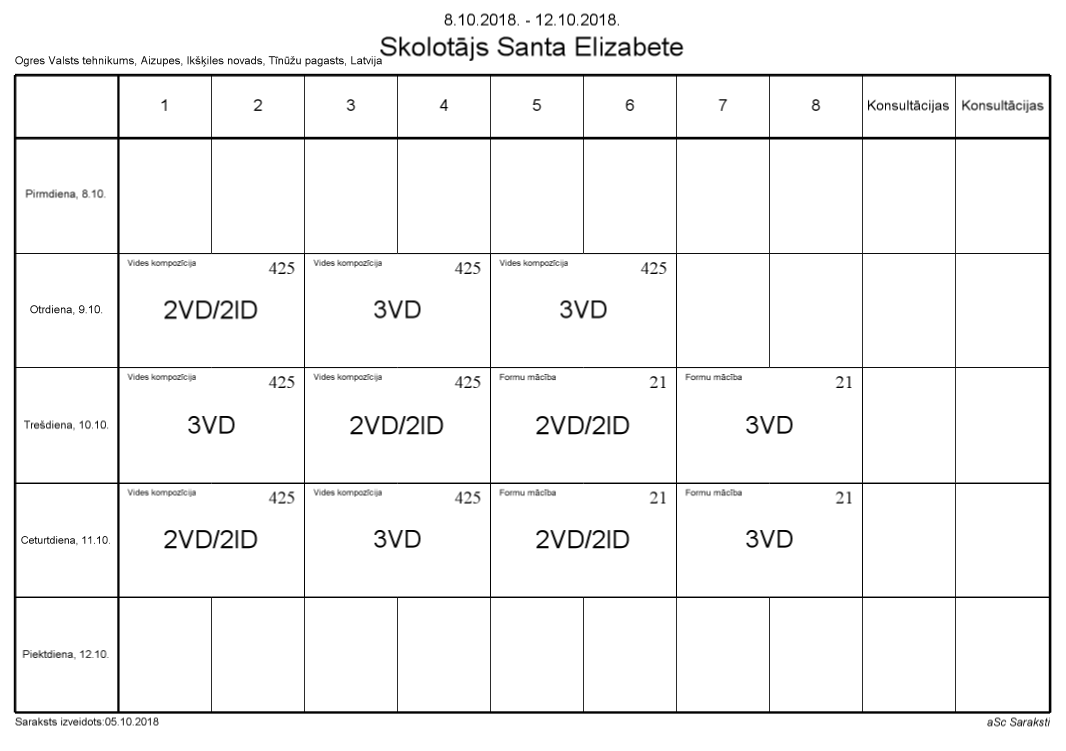 8.10.2018. - 12.10.2018.
Skolotājs Santa Elizabete
Ogres Valsts tehnikums, Aizupes, Ikšķiles novads, Tīnūžu pagasts, Latvija
1 2 3 4 5 6 7 8 Konsultācijas Konsultācijas
Pirmdiena, 8.10.
Vides kompozīcija 425 Vides kompozīcija 425 Vides kompozīcija 425
Otrdiena, 9.10. 2VD/2ID 3VD 3VD
Vides kompozīcija 425 Vides kompozīcija 425 Formu mācība 21 Formu mācība 21
Trešdiena, 10.10. 3VD 2VD/2ID 2VD/2ID 3VD
Vides kompozīcija 425 Vides kompozīcija 425 Formu mācība 21 Formu mācība 21
Ceturtdiena, 11.10. 2VD/2ID 3VD 2VD/2ID 3VD
Piektdiena, 12.10.
Saraksts izveidots:05.10.2018 aSc Saraksti